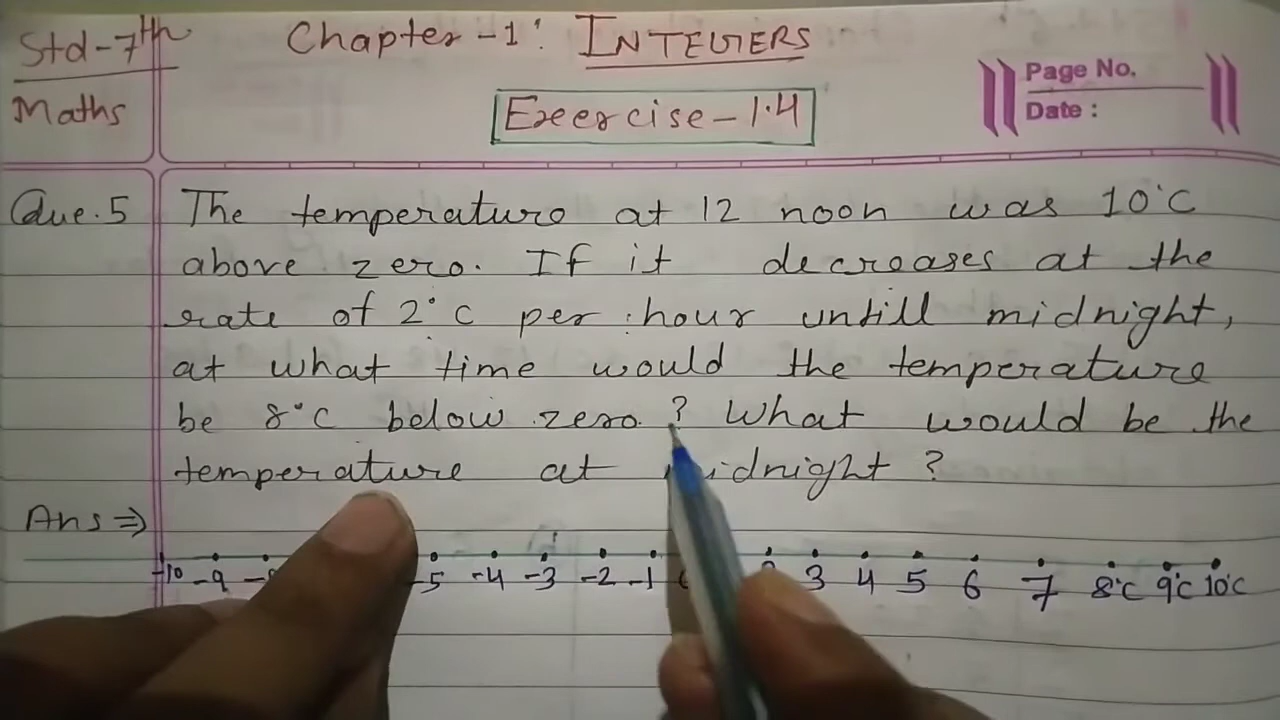 Std-7th
Chapter-1: INTEGERS
Maths
Exercise-1.4
Page No.
Date :
Que.5 The temperature at 12 noon was 10°C
above zero. If it decreases at the
rate of 2°C per hour untill midnight,
at what time would the temperature
be 8°C below zero? What would be the
temperature at midnight?
Ans ⇒
-10 -9 -5 -4 -3 -2 -1 3 4 5 6 7 8°C 9°C 10°C